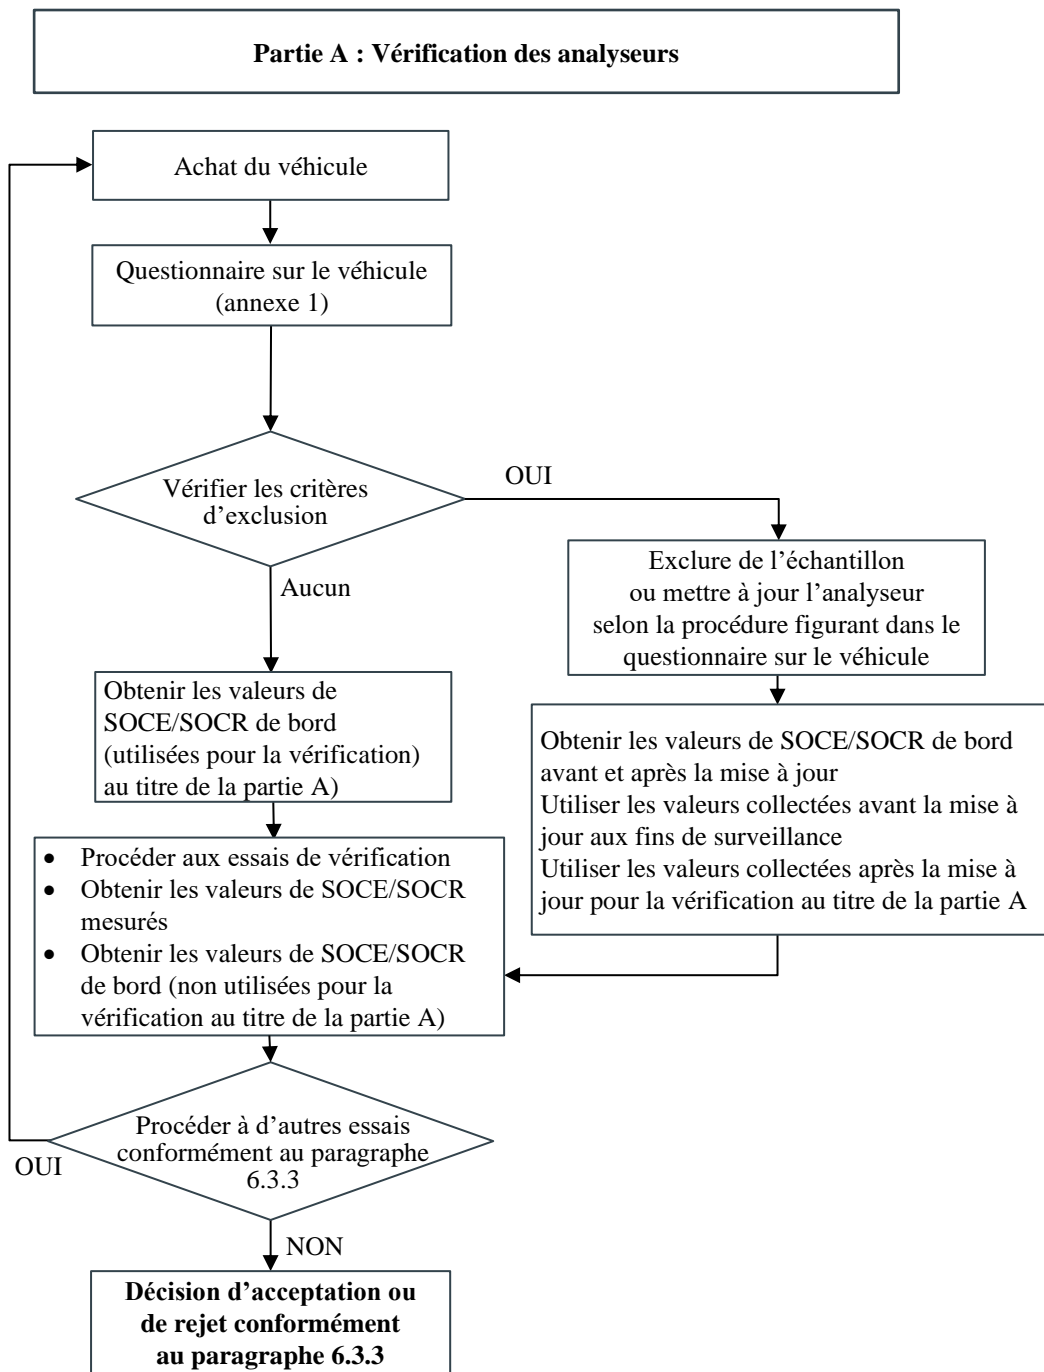 Partie A : Vérification des analyseurs
Achat du véhicule
Questionnaire sur le véhicule
(annexe 1)
Vérifier les critères
d’exclusion
OUI
Aucun
Exclure de l’échantillon
ou mettre à jour l’analyseur
selon la procédure figurant dans le
questionnaire sur le véhicule
Obtenir les valeurs de
SOCE/SOCR de bord
(utilisées pour la vérification)
au titre de la partie A)
Obtenir les valeurs de SOCE/SOCR de bord
avant et après la mise à jour
Utiliser les valeurs collectées avant la mise à
jour aux fins de surveillance
Utiliser les valeurs collectées après la mise à
jour pour la vérification au titre de la partie A
• Procéder aux essais de vérification
• Obtenir les valeurs de SOCE/SOCR
mesurés
• Obtenir les valeurs de SOCE/SOCR
de bord (non utilisées pour la
vérification au titre de la partie A)
Procéder à d’autres essais
conformément au paragraphe
6.3.3
OUI
NON
Décision d’acceptation ou
de rejet conformément
au paragraphe 6.3.3